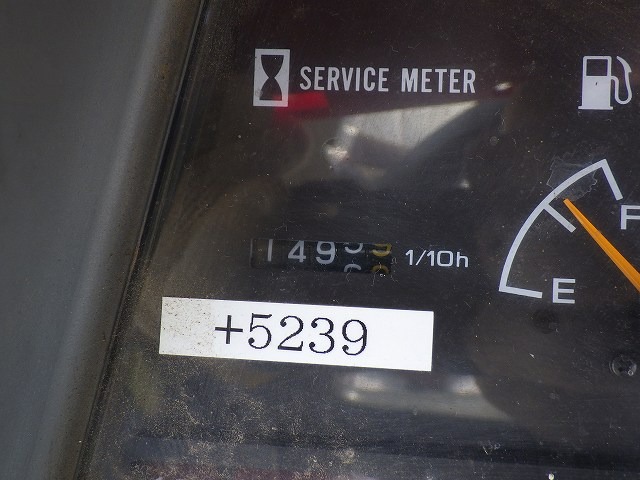 SERVICE METER
149 1/10h
+5239
F
E